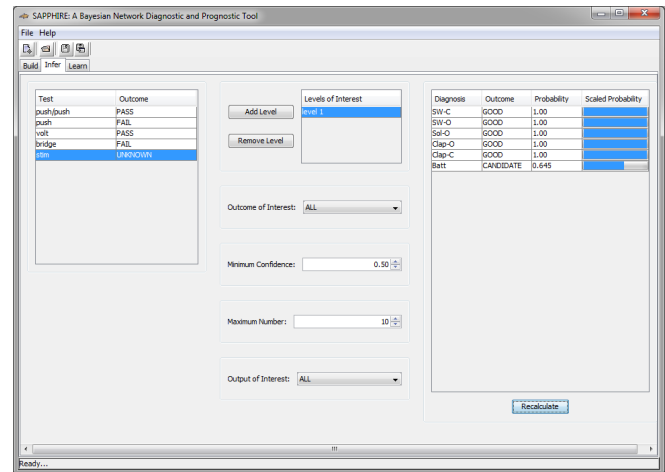 SAPPHIRE: A Bayesian Network Diagnostic and Prognostic Tool
File Help
Build Infer Learn
Test Outcome
push/push PASS
push FAIL
volt PASS
bridge FAIL
stim UNKNOWN
Add Level
Remove Level
Levels of Interest
level 1
Outcome of Interest: ALL
Minimum Confidence: 0.50
Maximum Number: 10
Output of Interest: ALL
Diagnosis Outcome Probability Scaled Probability
SW-C GOOD 1.00
SW-O GOOD 1.00
Sol-O GOOD 1.00
Clap-O GOOD 1.00
Clap-C GOOD 1.00
Batt CANDIDATE 0.645
Recalculate
Ready...